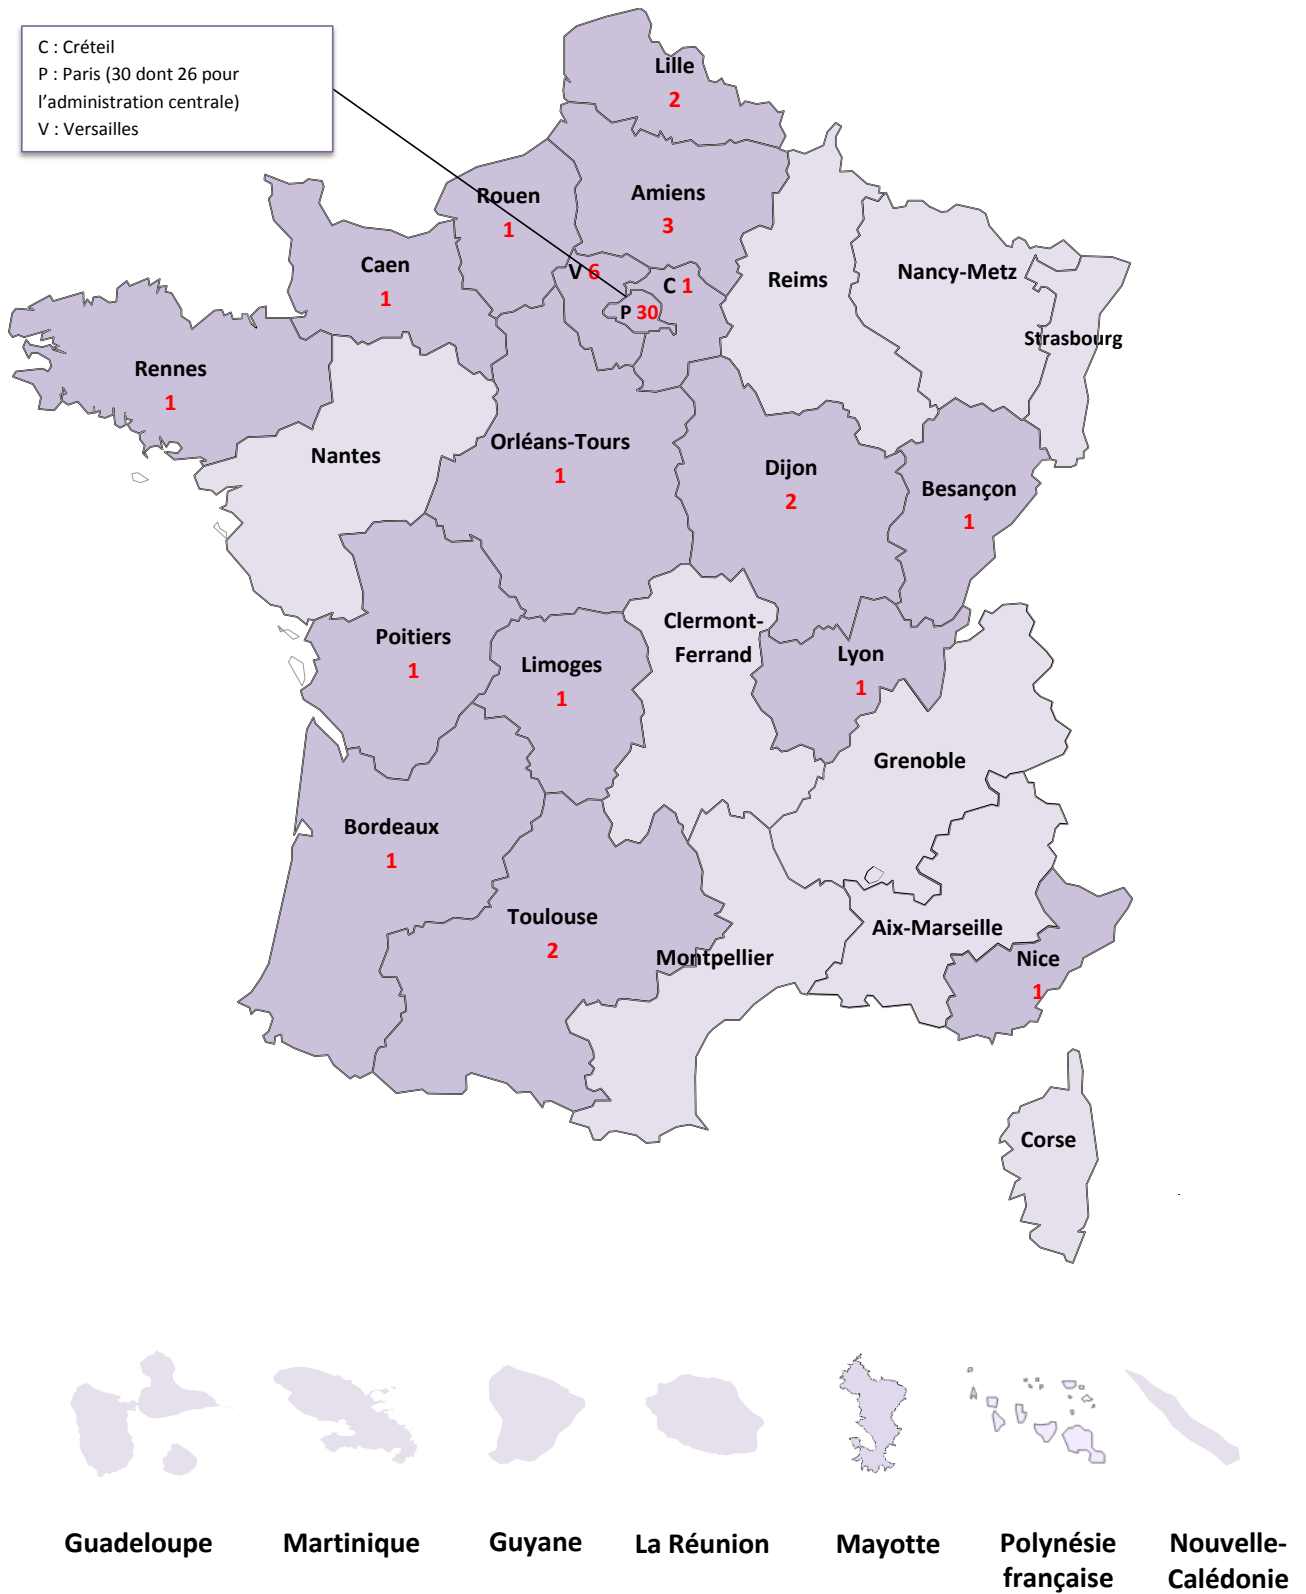 C : Créteil
P : Paris (30 dont 26 pour
l’administration centrale)
V : Versailles
Lille
2
Rouen
1
Amiens
3
Caen
1
V 6
C 1
P 30
Reims
Nancy-Metz
Strasbourg
Rennes
1
Nantes
Orléans-Tours
1
Dijon
2
Besançon
1
Poitiers
1
Limoges
1
Clermont-
Ferrand
Lyon
1
Grenoble
Bordeaux
1
Toulouse
2
Montpellier
Aix-Marseille
Nice
1
Corse
Guadeloupe
Martinique
Guyane
La Réunion
Mayotte
Polynésie
française
Nouvelle-
Calédonie